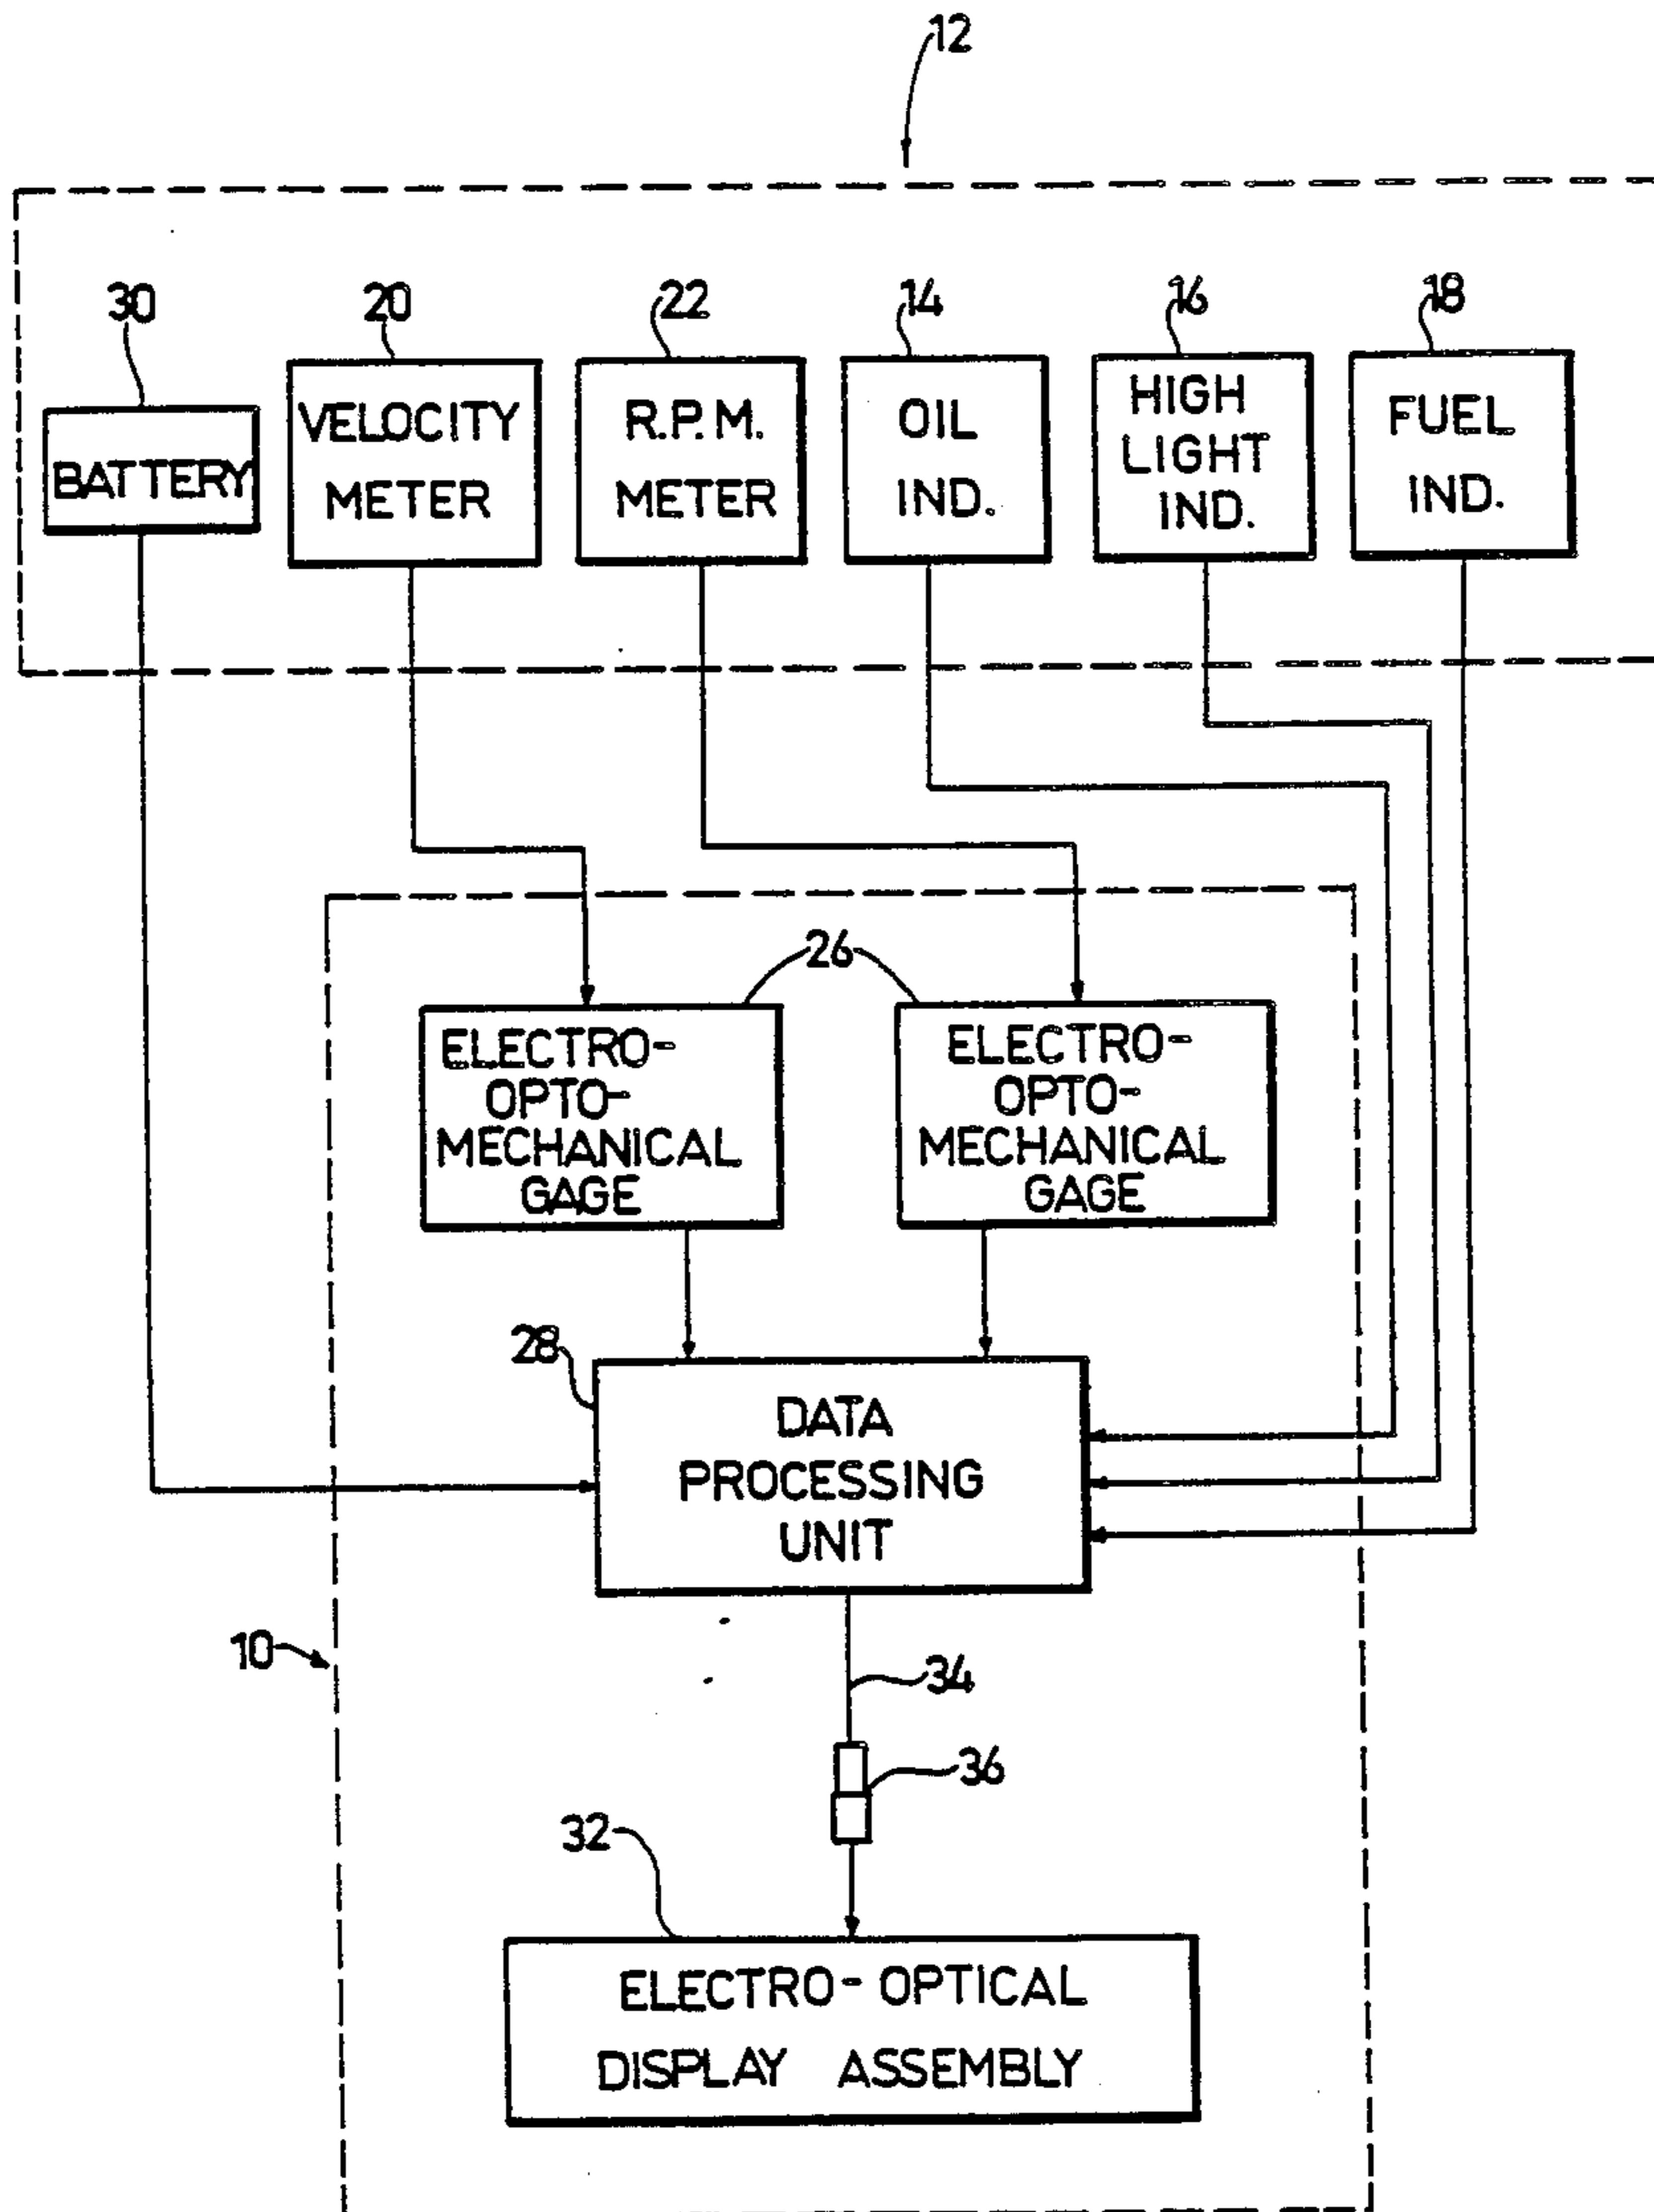 12
30
20
22
14
16
18
BATTERY
VELOCITY
METER
R.P.M.
METER
OIL
IND.
HIGH
LIGHT
IND.
FUEL
IND.
26
ELECTRO-
OPTO-
MECHANICAL
GAGE
ELECTRO-
OPTO-
MECHANICAL
GAGE
28
DATA
PROCESSING
UNIT
10
34
36
32
ELECTRO-OPTICAL
DISPLAY ASSEMBLY